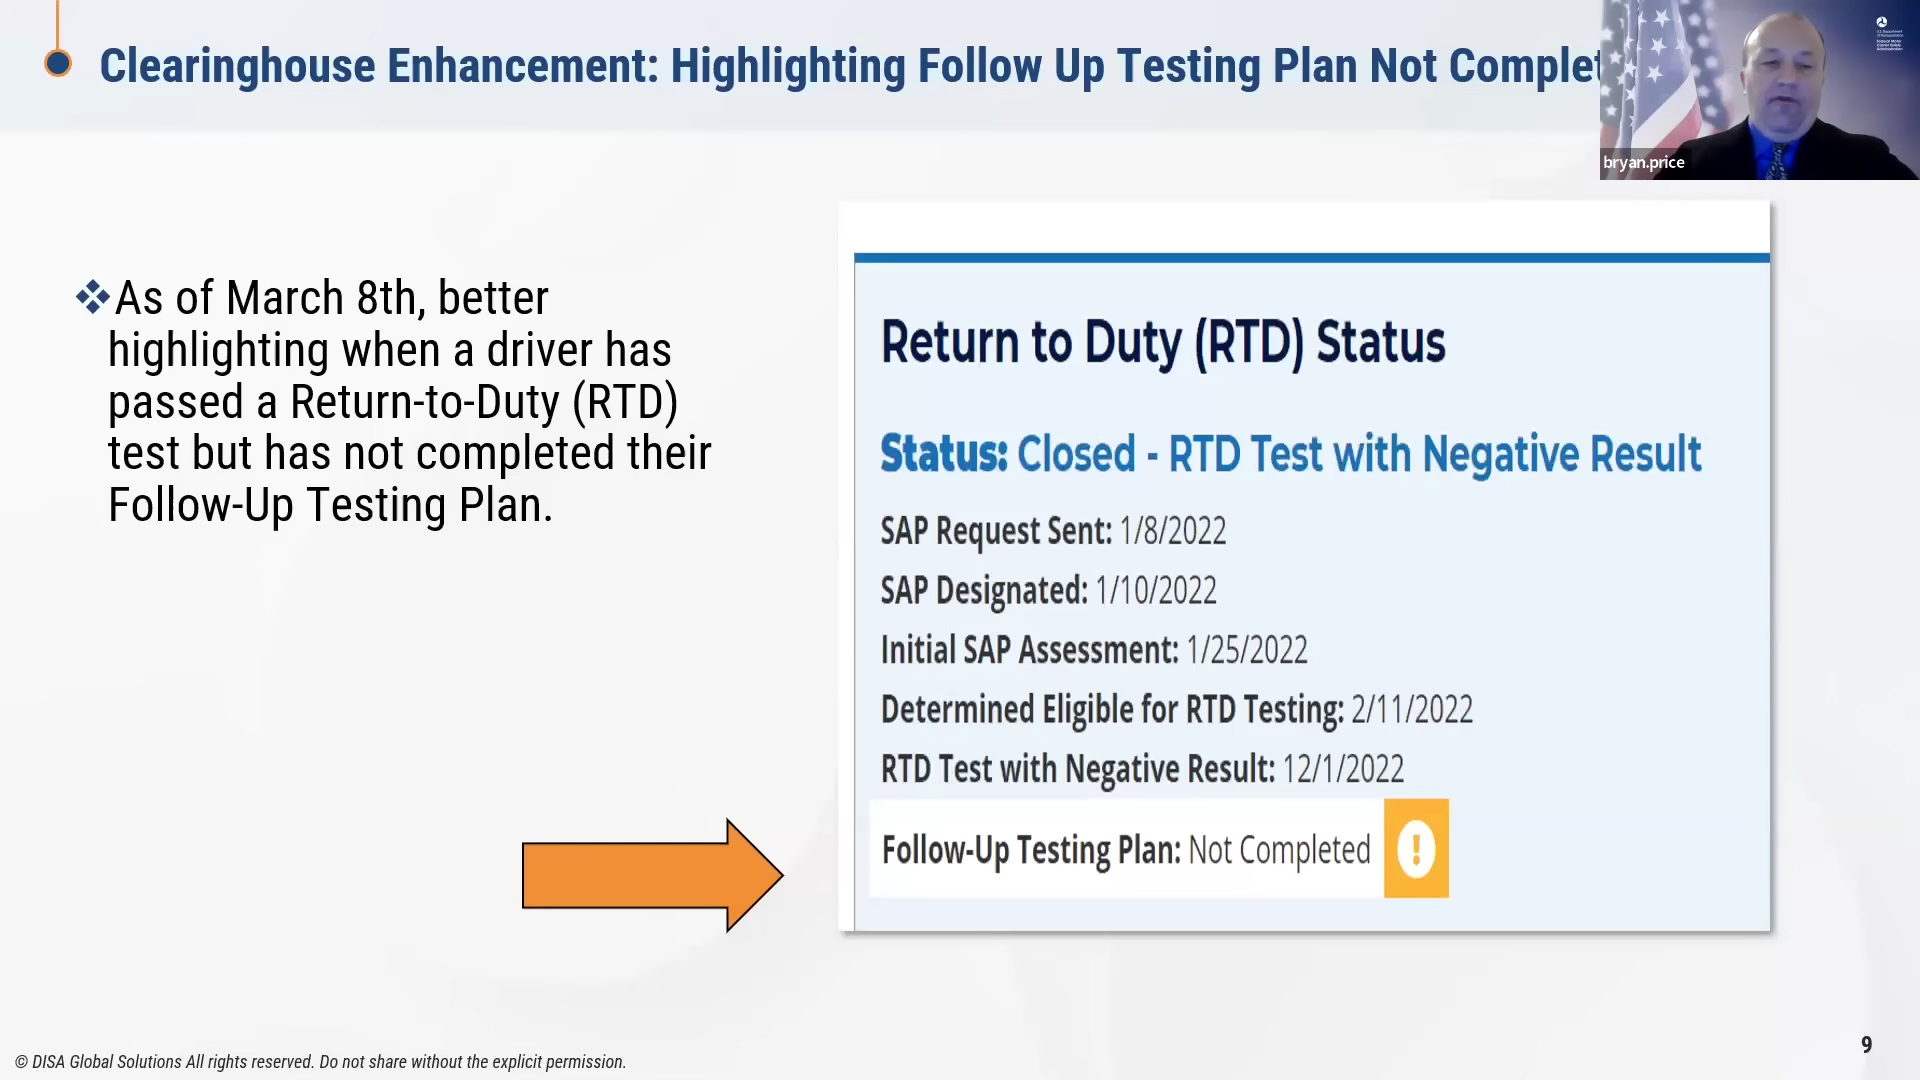 Clearinghouse Enhancement: Highlighting Follow Up Testing Plan Not Complet
bryan.price
As of March 8th, better
highlighting when a driver has
passed a Return-to-Duty (RTD)
test but has not completed their
Follow-Up Testing Plan.
Return to Duty (RTD) Status
Status: Closed - RTD Test with Negative Result
SAP Request Sent: 1/8/2022
SAP Designated: 1/10/2022
Initial SAP Assessment: 1/25/2022
Determined Eligible for RTD Testing: 2/11/2022
RTD Test with Negative Result: 12/1/2022
Follow-Up Testing Plan: Not Completed
© DISA Global Solutions All rights reserved. Do not share without the explicit permission.
9